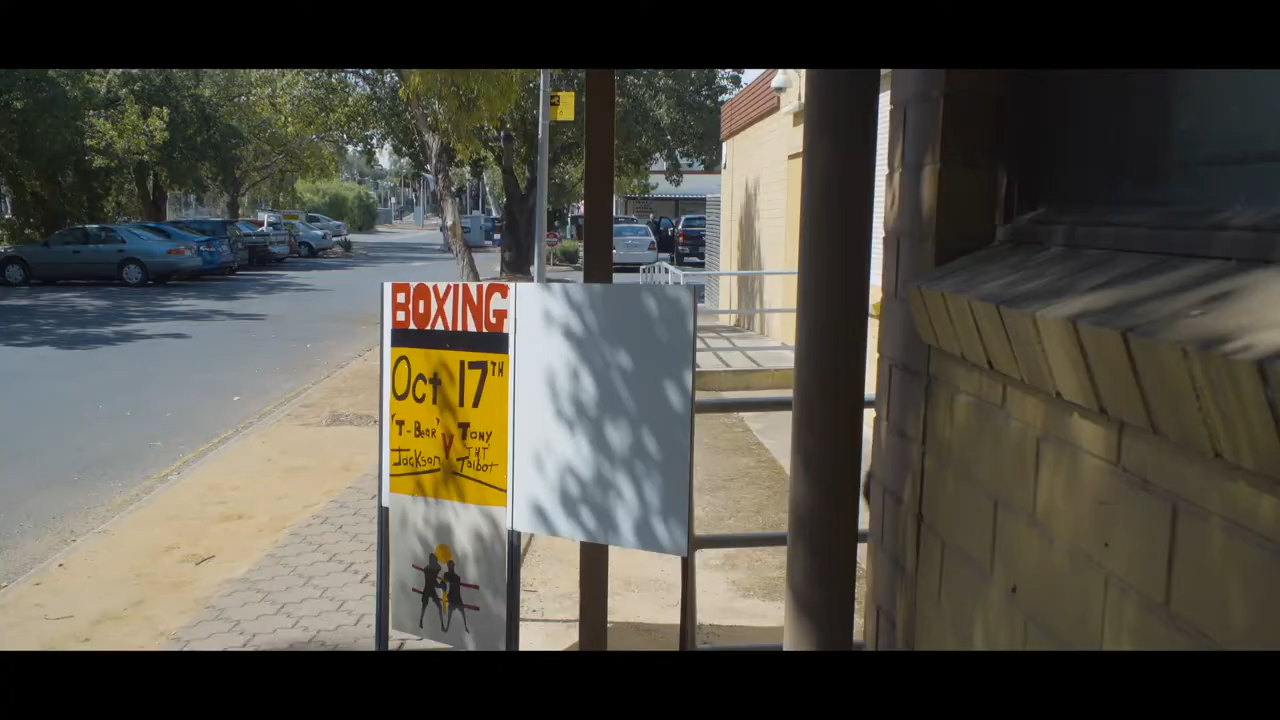 BOXING
Oct 17TH
"T-Bear" V Tony
Jackson "TNT"
Talbot